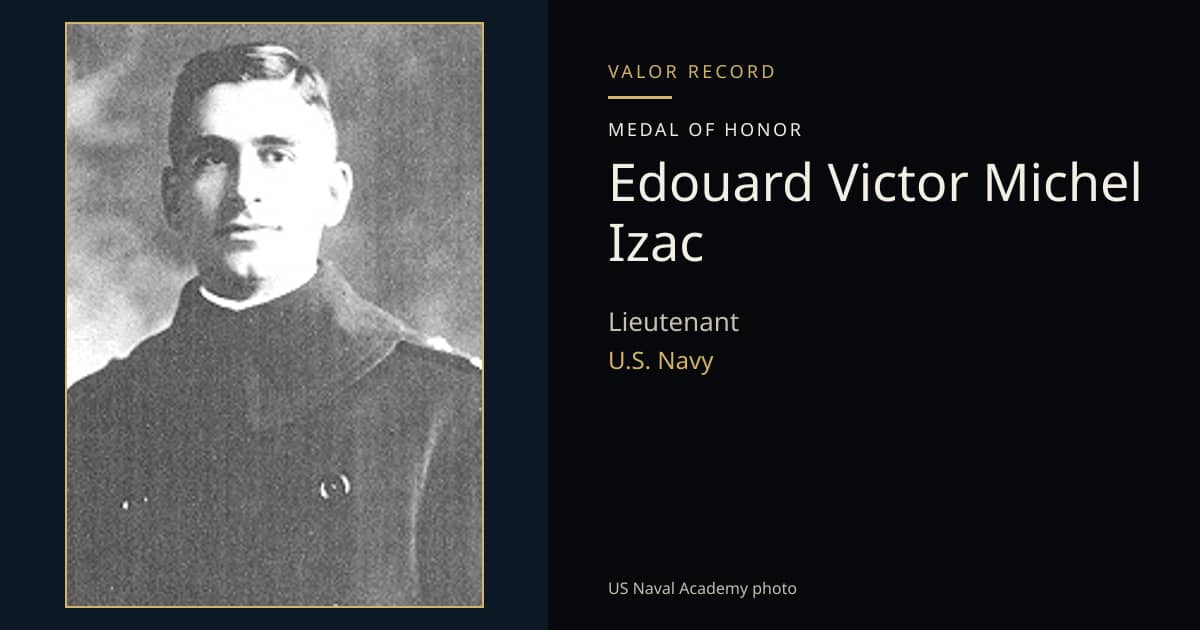 VALOR RECORD
MEDAL OF HONOR
Edouard Victor Michel
Izac
Lieutenant
U.S. Navy
US Naval Academy photo